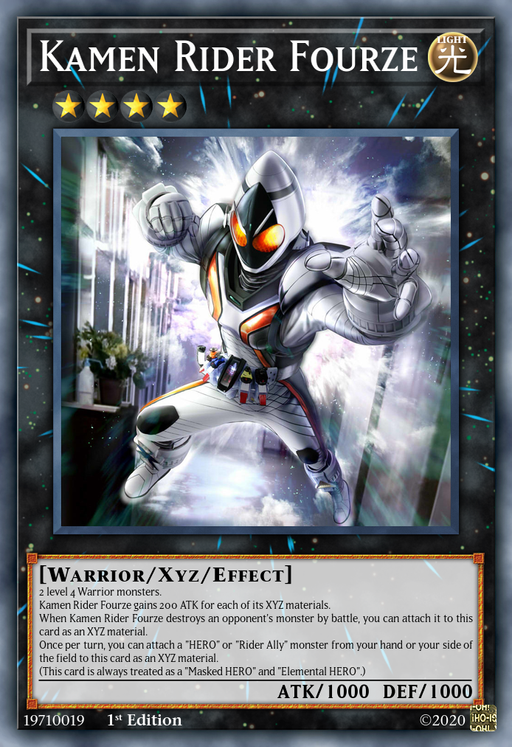 KAMEN RIDER FOURZE
LIGHT
光
[WARRIOR/XYZ/EFFECT]
2 level 4 Warrior monsters.
Kamen Rider Fourze gains 200 ATK for each of its XYZ materials.
When Kamen Rider Fourze destroys an opponent's monster by battle, you can attach it to this
card as an XYZ material.
Once per turn, you can attach a "HERO" or "Rider Ally" monster from your hand or your side of
the field to this card as an XYZ material.
(This card is always treated as a "Masked HERO" and "Elemental HERO".)
ATK/1000 DEF/1000
19710019 1st Edition ©2020